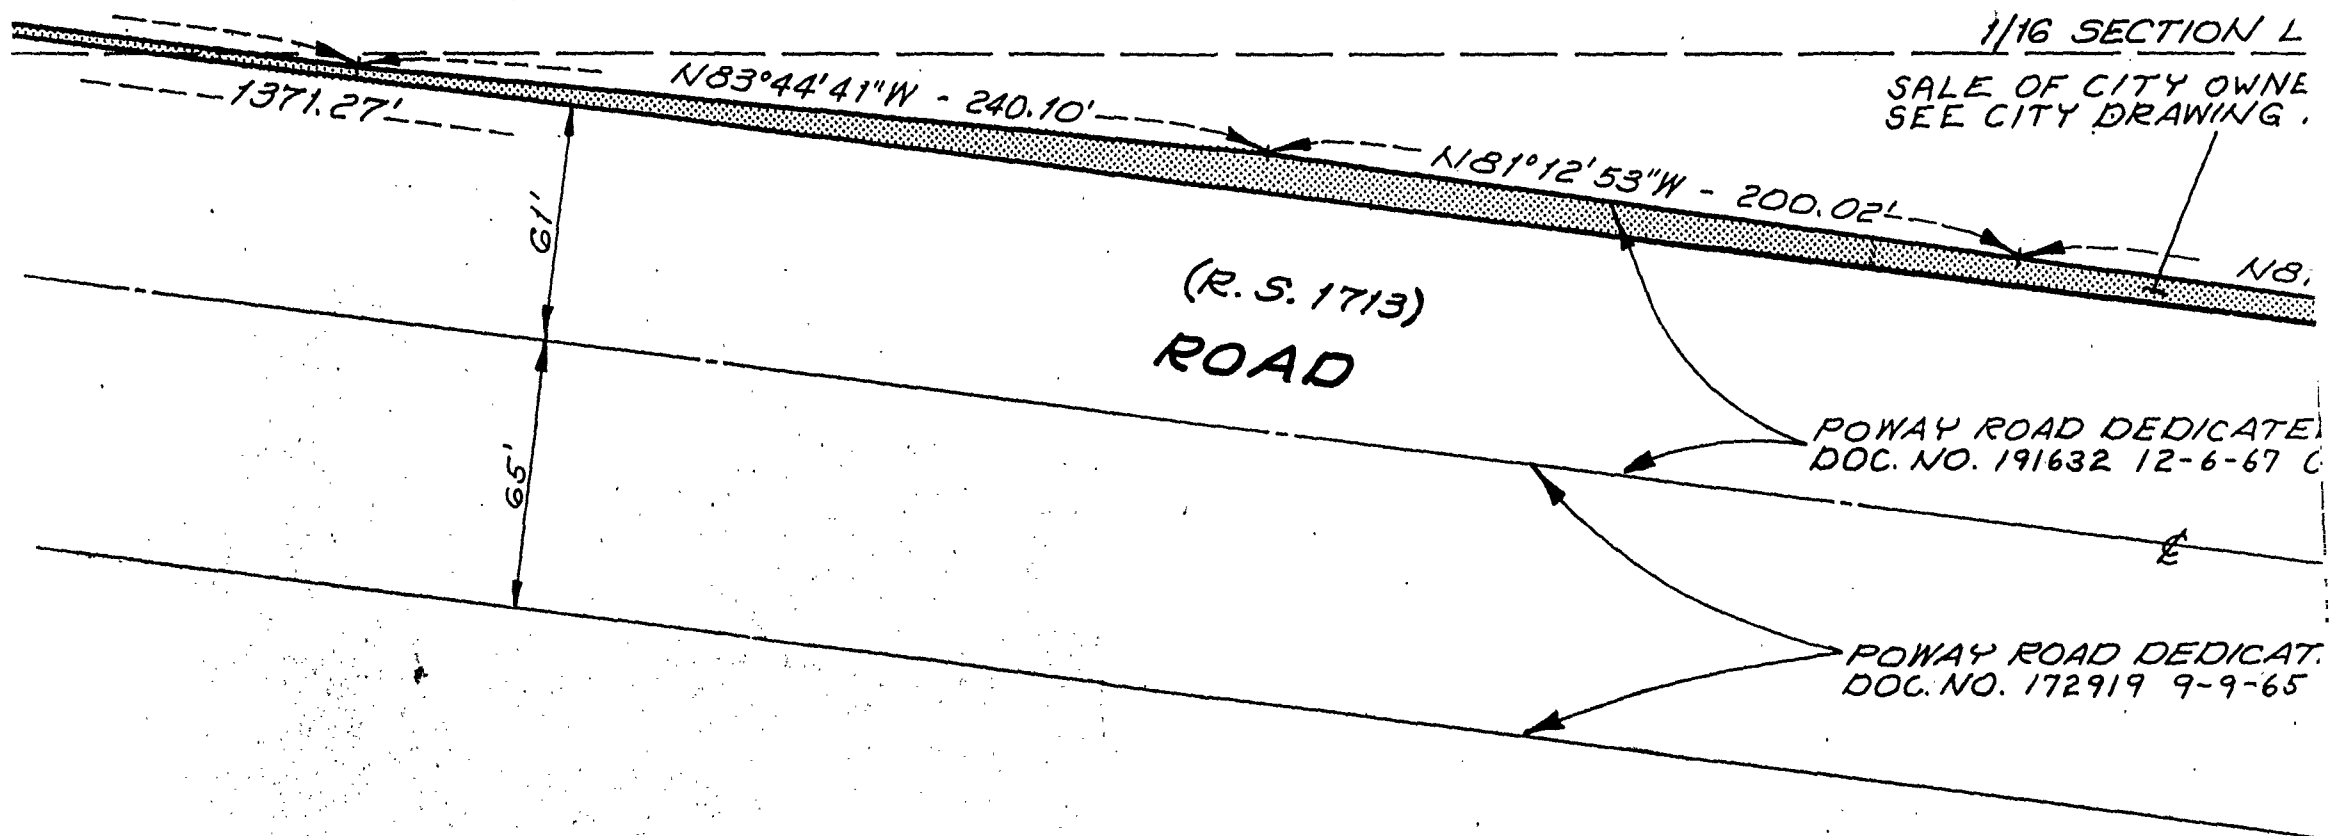 1/16 SECTION L
SALE OF CITY OWNE
SEE CITY DRAWING .
1371.27'
N83°44'41"W - 240.10'
N81°12'53"W - 200.02'
N8
61'
(R. S. 1713)
ROAD
65'
POWAY ROAD DEDICATE
DOC. NO. 191632 12-6-67
℄
POWAY ROAD DEDICAT
DOC. NO. 172919 9-9-65